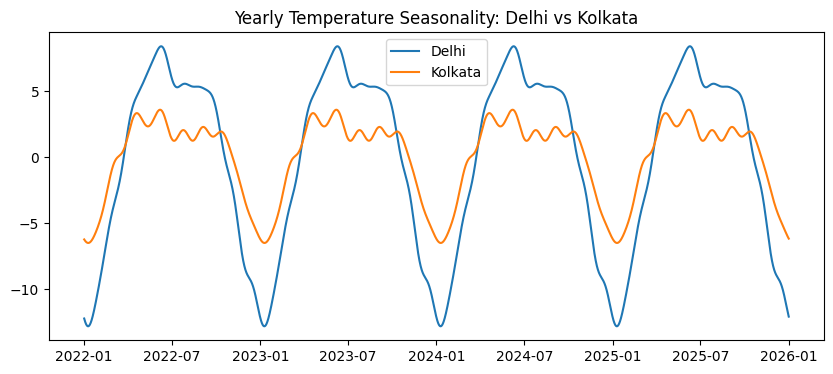 Yearly Temperature Seasonality: Delhi vs Kolkata
Delhi
Kolkata
5
0
−5
−10
2022-01 2022-07 2023-01 2023-07 2024-01 2024-07 2025-01 2025-07 2026-01